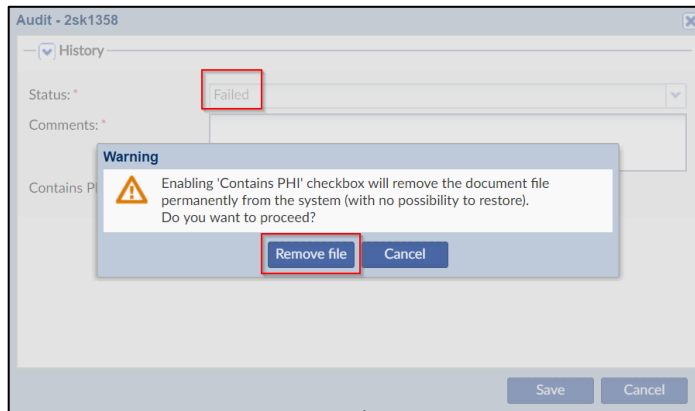 Audit - 2sk1358
History
Status:*
Failed
Comments:*
Warning
Contains P
Enabling 'Contains PHI' checkbox will remove the document file
permanently from the system (with no possibility to restore).
Do you want to proceed?
Remove file Cancel
Save Cancel